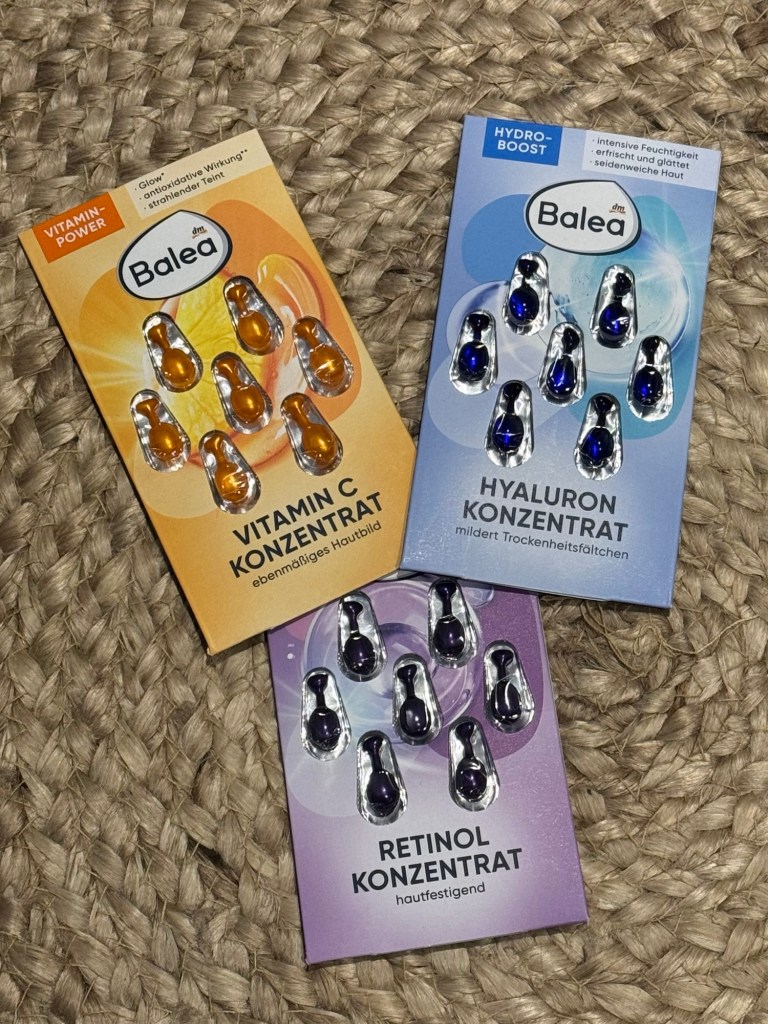 VITAMIN-
POWER
· Glow*
· antioxidative Wirkung**
· strahlender Teint
dm
Balea
VITAMIN C
KONZENTRAT
ebenmäßiges Hautbild
HYDRO-
BOOST
· intensive Feuchtigkeit
· erfrischt und glättet
· seidenweiche Haut
dm
Balea
HYALURON
KONZENTRAT
mildert Trockenheitsfältchen
RETINOL
KONZENTRAT
hautfestigend